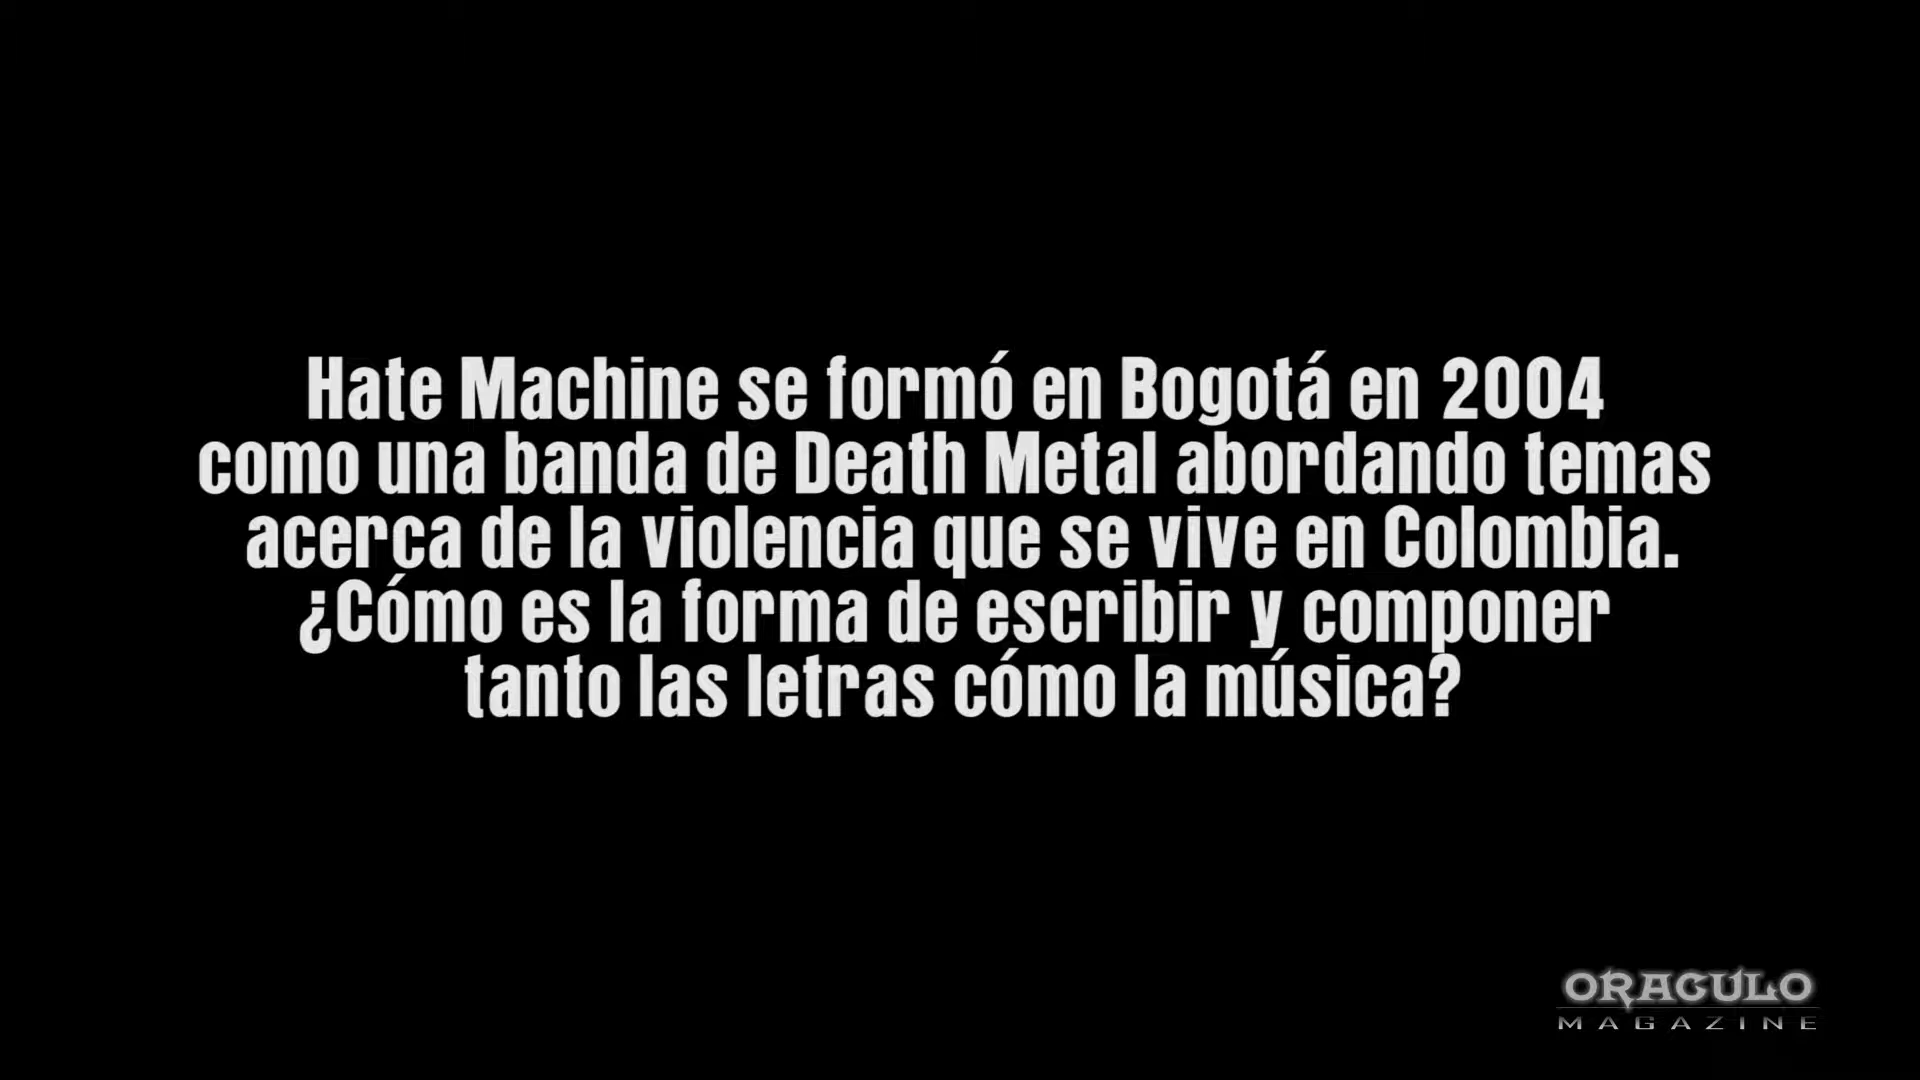 Hate Machine se formó en Bogotá en 2004
como una banda de Death Metal abordando temas
acerca de la violencia que se vive en Colombia.
¿Cómo es la forma de escribir y componer
tanto las letras cómo la música?
ORACULO
MAGAZINE